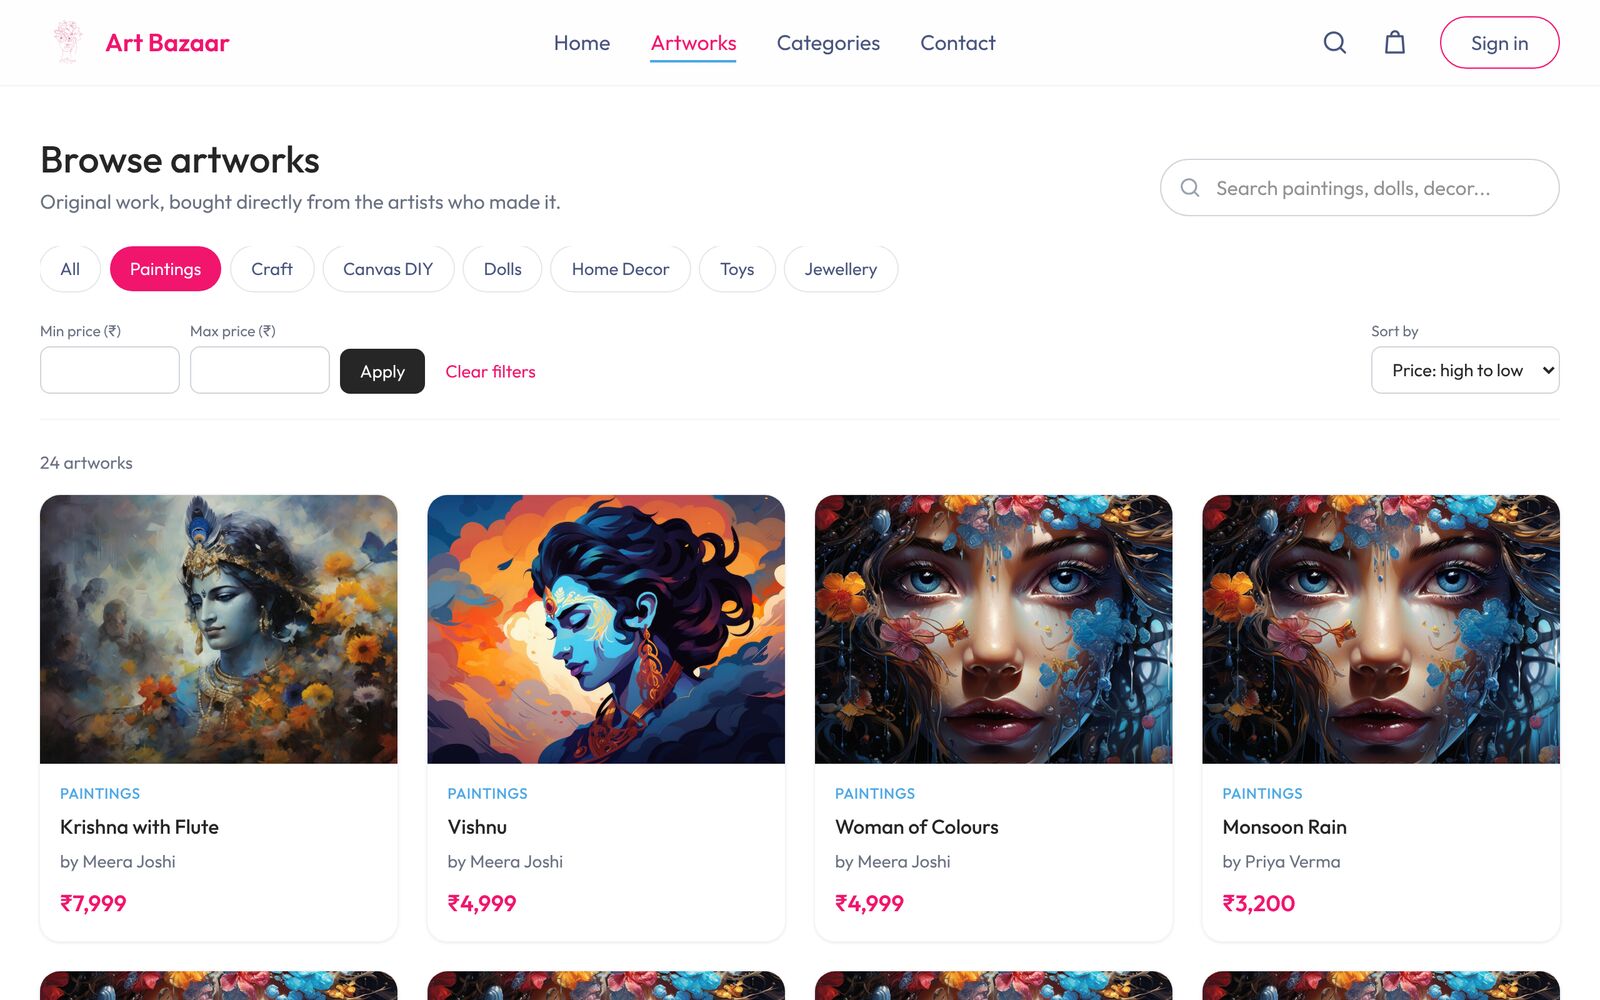 Art Bazaar
Home
Artworks
Categories
Contact
Sign in
Browse artworks
Original work, bought directly from the artists who made it.
Search paintings, dolls, decor...
All
Paintings
Craft
Canvas DIY
Dolls
Home Decor
Toys
Jewellery
Min price (₹)
Max price (₹)
Apply
Clear filters
Sort by
Price: high to low
24 artworks
PAINTINGS
Krishna with Flute
by Meera Joshi
₹7,999
PAINTINGS
Vishnu
by Meera Joshi
₹4,999
PAINTINGS
Woman of Colours
by Meera Joshi
₹4,999
PAINTINGS
Monsoon Rain
by Priya Verma
₹3,200